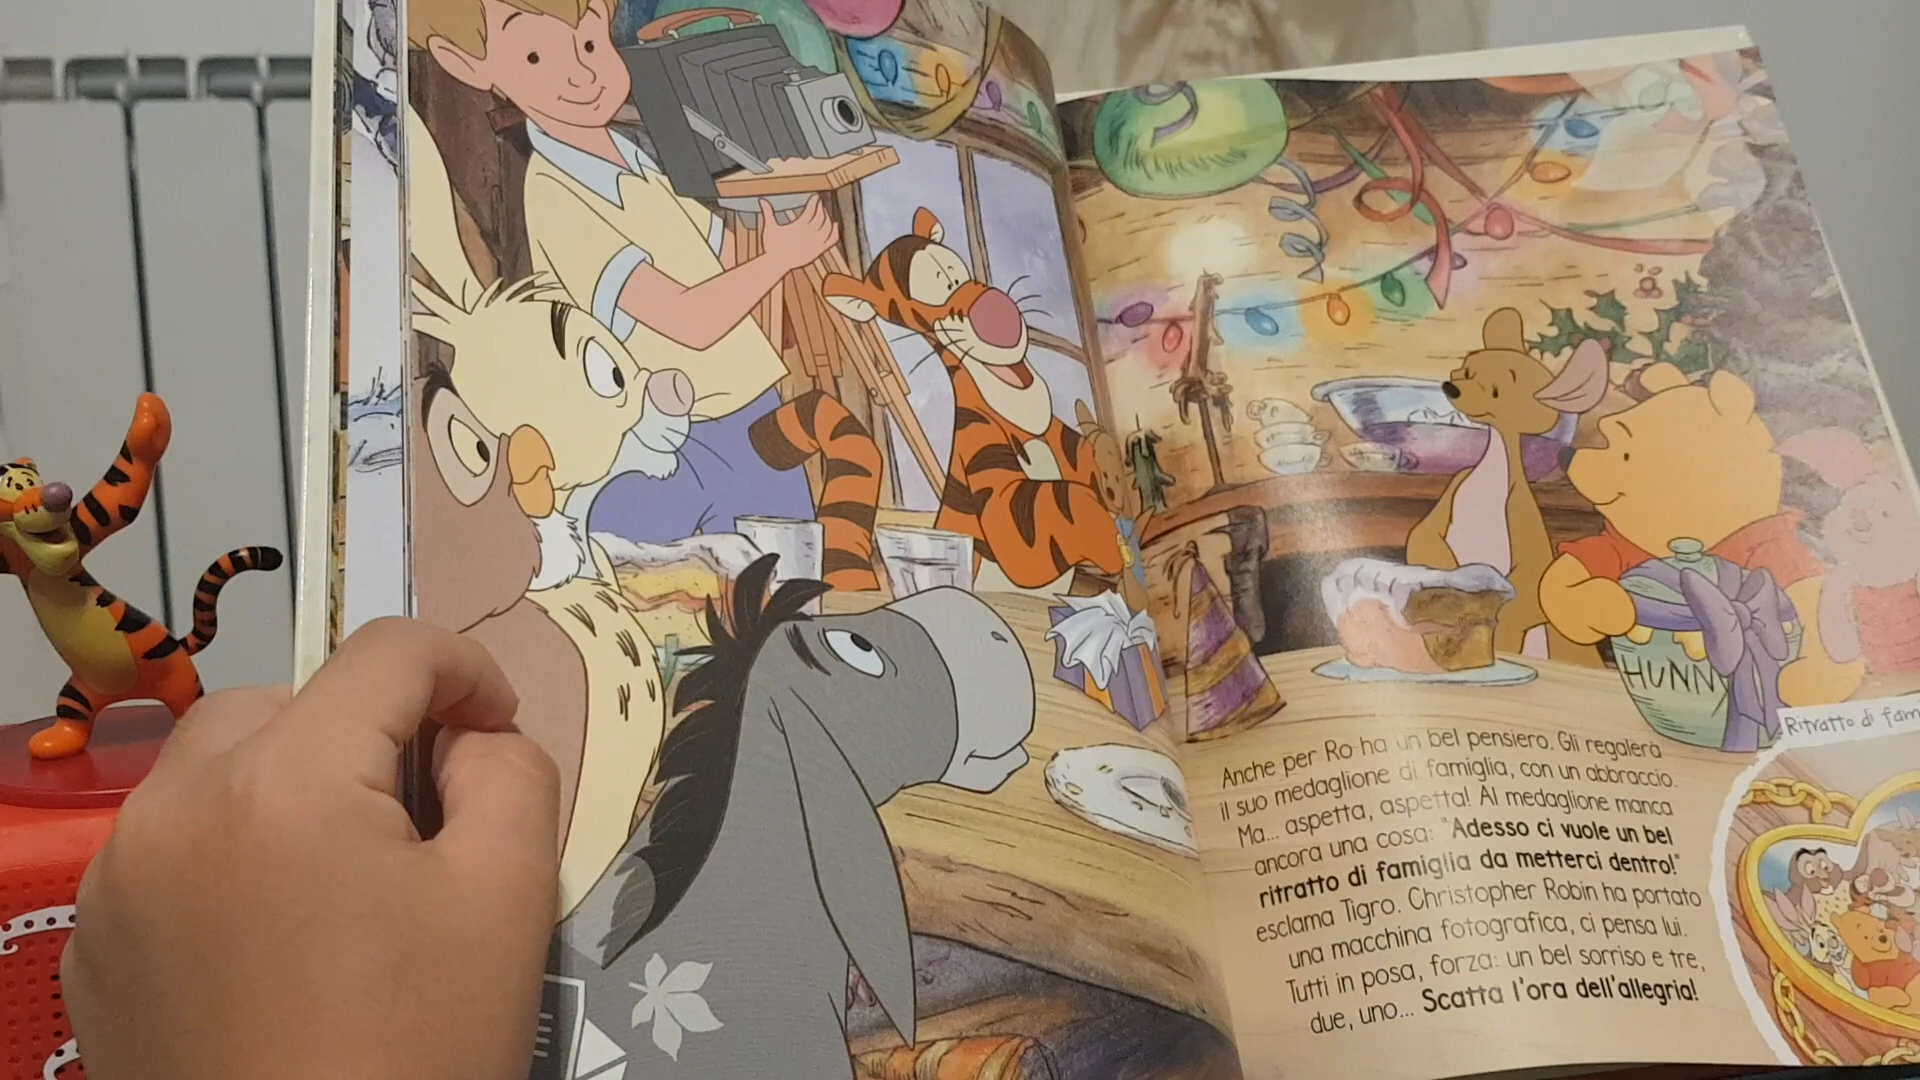 HUNN
Ritratto di fam
Anche per Ro ha un bel pensiero. Gli regalerà
il suo medaglione di famiglia, con un abbraccio.
Ma... aspetta, aspetta! Al medaglione manca
ancora una cosa: "Adesso ci vuole un bel
ritratto di famiglia da metterci dentro!"
esclama Tigro. Christopher Robin ha portato
una macchina fotografica, ci pensa lui.
Tutti in posa, forza: un bel sorriso e tre,
due, uno... Scatta l'ora dell'allegria!